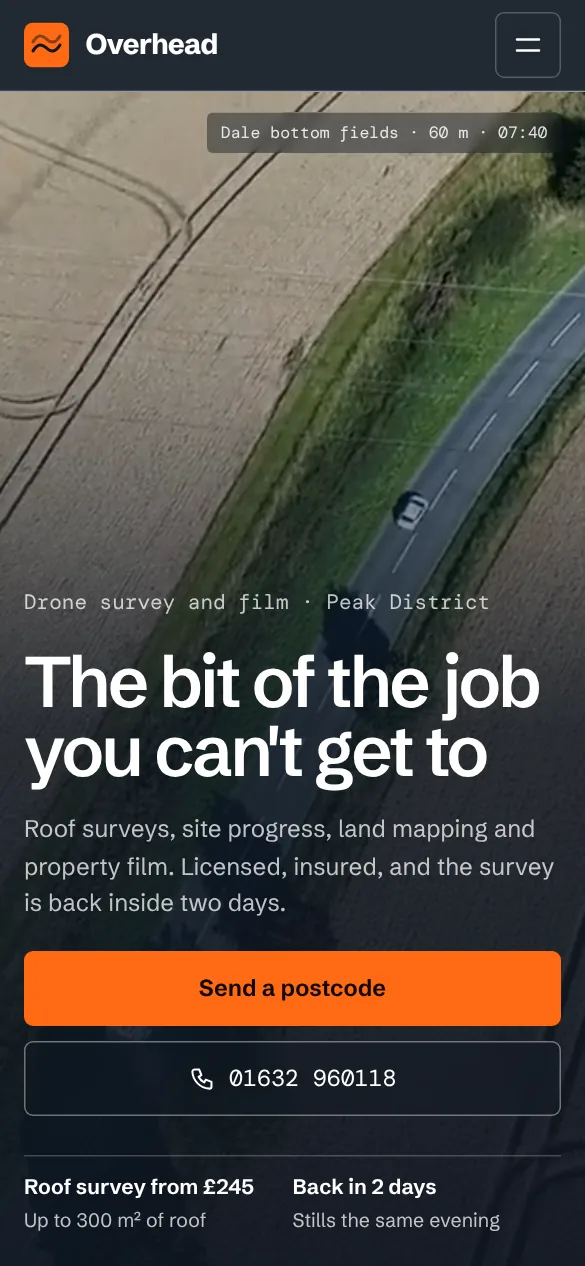 Overhead
Dale bottom fields · 60 m · 07:40
Drone survey and film · Peak District
The bit of the job
you can't get to
Roof surveys, site progress, land mapping and
property film. Licensed, insured, and the survey
is back inside two days.
Send a postcode
01632 960118
Roof survey from £245
Up to 300 m² of roof
Back in 2 days
Stills the same evening